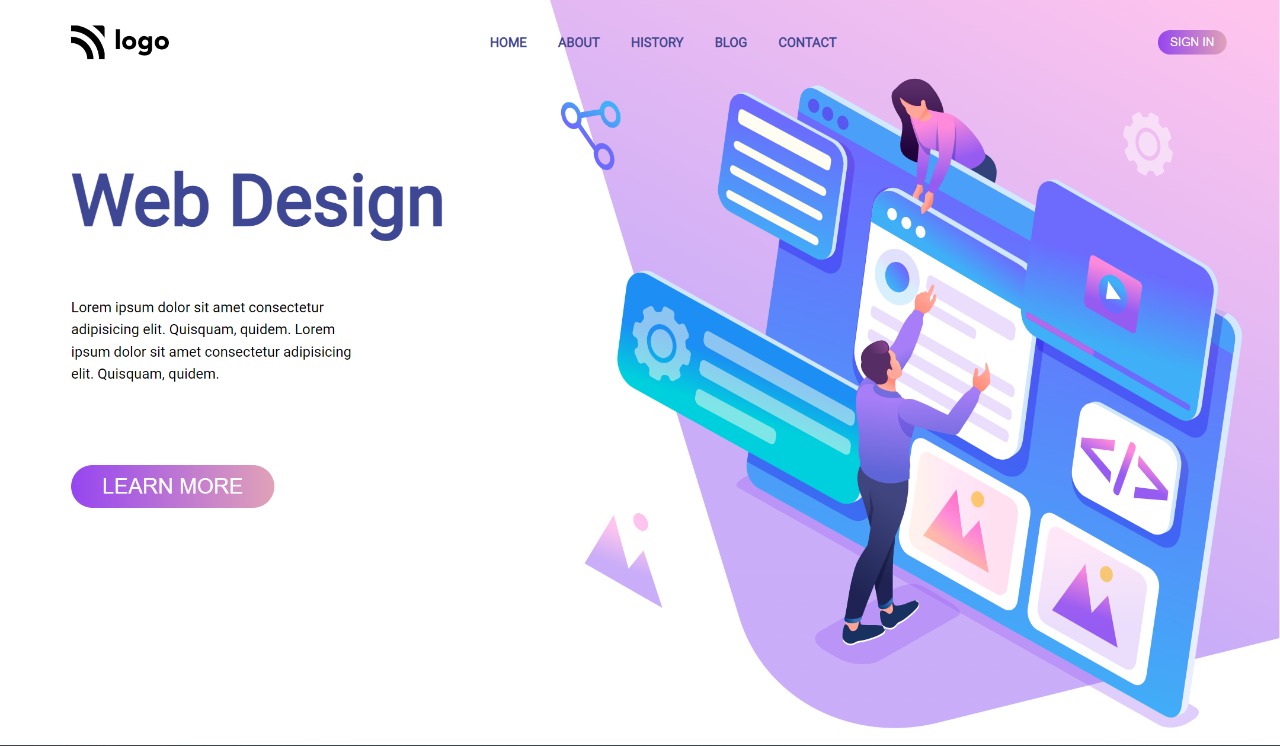 logo
HOME ABOUT HISTORY BLOG CONTACT
SIGN IN
Web Design
Lorem ipsum dolor sit amet consectetur
adipisicing elit. Quisquam, quidem. Lorem
ipsum dolor sit amet consectetur adipisicing
elit. Quisquam, quidem.
LEARN MORE